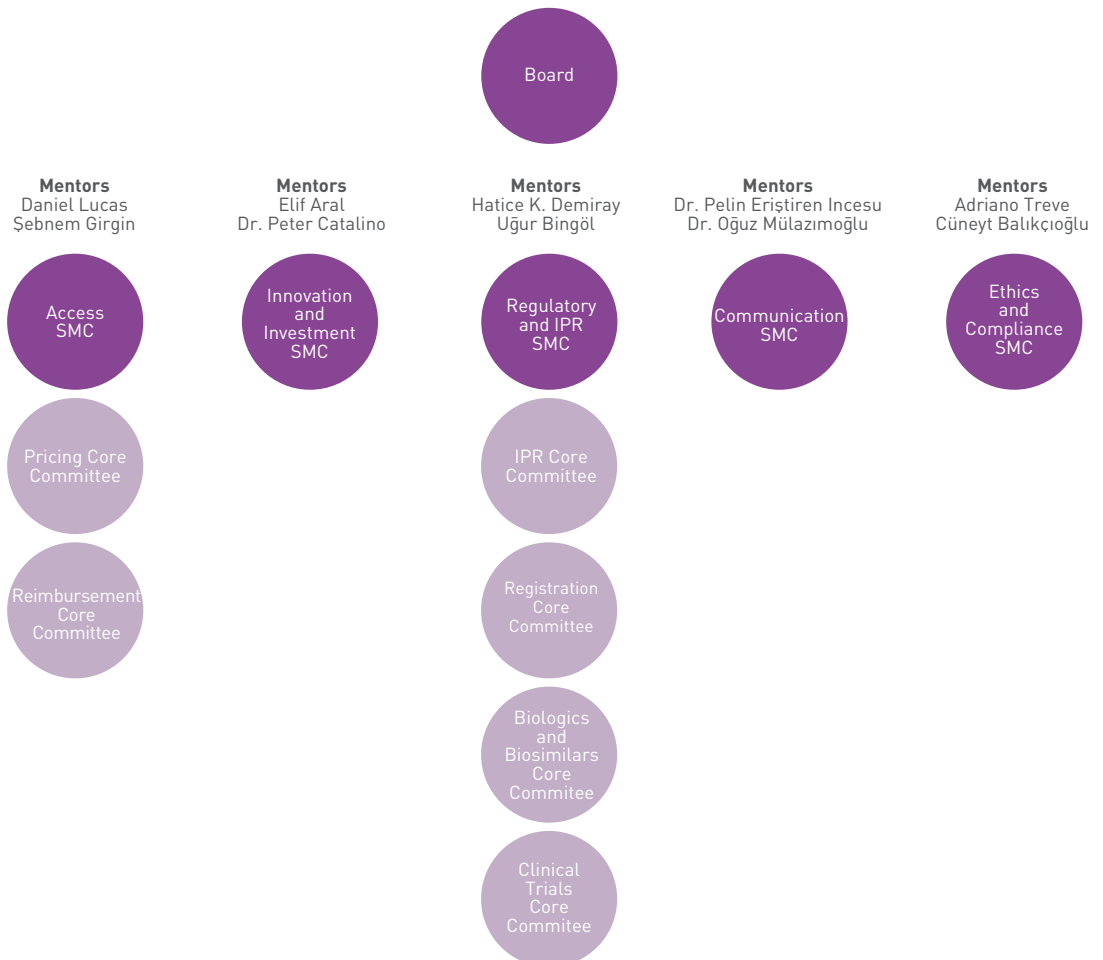 Board
Mentors
Daniel Lucas
Şebnem Girgin
Mentors
Elif Aral
Dr. Peter Catalino
Mentors
Hatice K. Demiray
Uğur Bingöl
Mentors
Dr. Pelin Eriştiren Incesu
Dr. Oğuz Mülazımoğlu
Mentors
Adriano Treve
Cüneyt Balıkçıoğlu
Access
SMC
Innovation
and
Investment
SMC
Regulatory
and IPR
SMC
Communication
SMC
Ethics
and
Compliance
SMC
Pricing Core
Committee
Reimbursement
Core
Committee
IPR Core
Committee
Registration
Core
Committee
Biologics
and
Biosimilars
Core
Commitee
Clinical
Trials
Core
Commitee